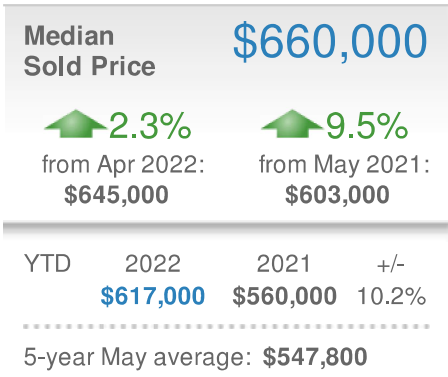 Median $660,000
Sold Price
2.3% 9.5%
from Apr 2022: from May 2021:
$645,000 $603,000
YTD 2022 2021 +/-
$617,000 $560,000 10.2%
5-year May average: $547,800